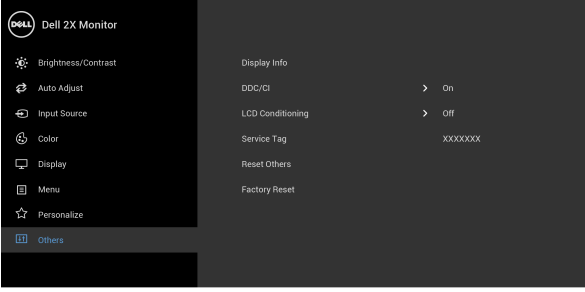 DELL Dell 2X Monitor
Brightness/Contrast
Auto Adjust
Input Source
Color
Display
Menu
Personalize
Others
Display Info
DDC/CI > On
LCD Conditioning > Off
Service Tag XXXXXXX
Reset Others
Factory Reset